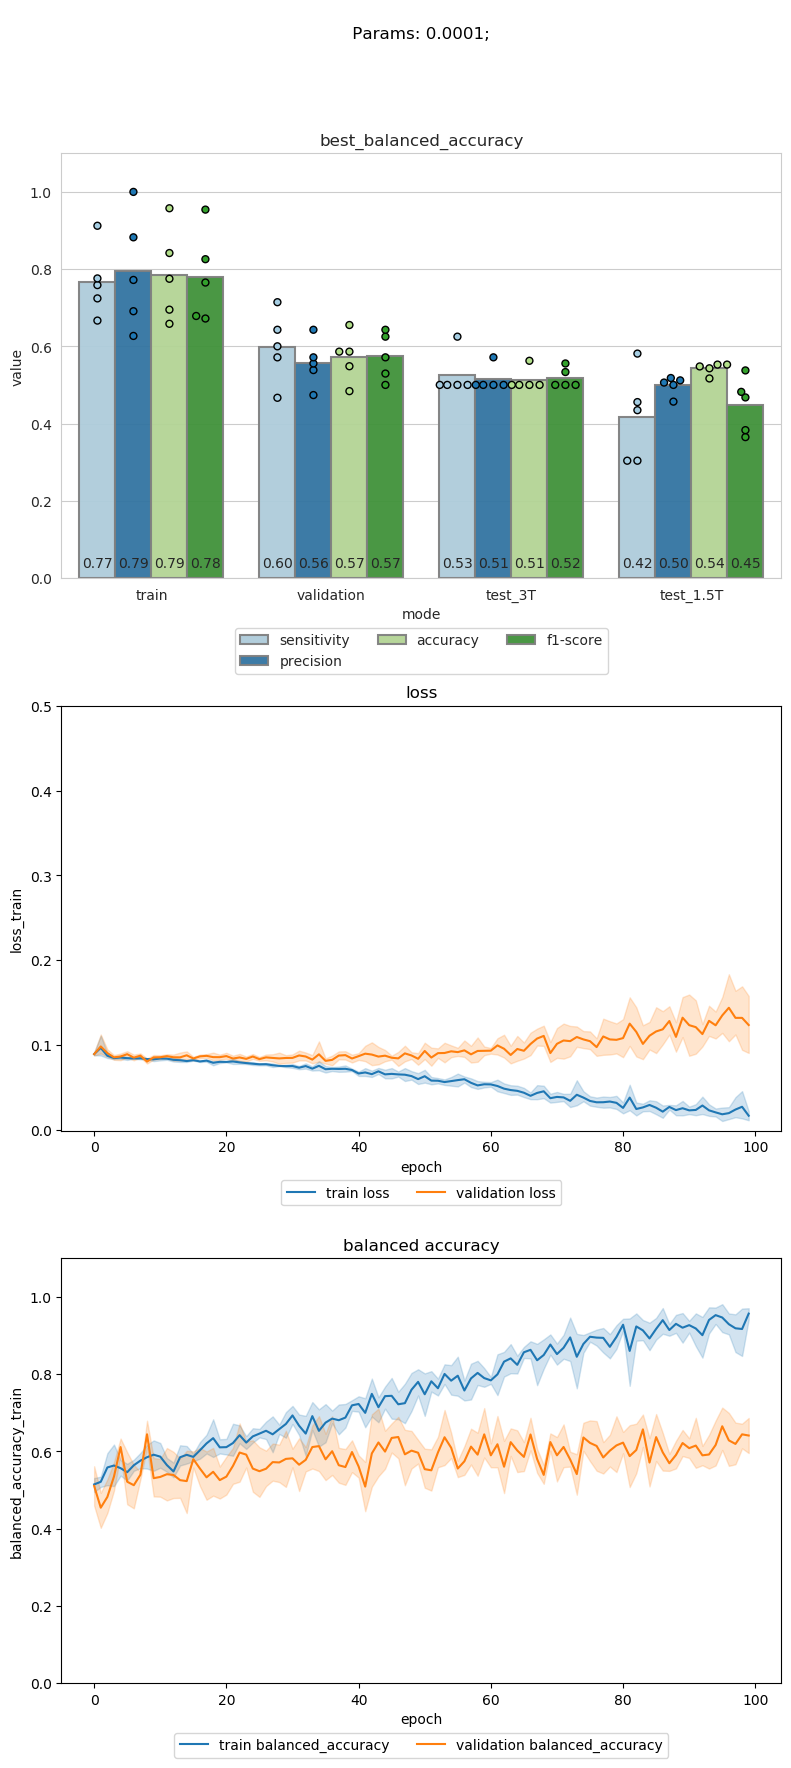 Params: 0.0001;
best_balanced_accuracy
1.0
0.8
0.6
0.4
0.2
0.0
value
0.77 0.79 0.79 0.78 0.60 0.56 0.57 0.57 0.53 0.51 0.51 0.52 0.42 0.50 0.54 0.45
train validation test_3T test_1.5T
mode
sensitivity accuracy f1-score
precision
loss
0.5
0.4
0.3
0.2
0.1
0.0
loss_train
0 20 40 60 80 100
epoch
train loss validation loss
balanced accuracy
1.0
0.8
0.6
0.4
0.2
0.0
balanced_accuracy_train
0 20 40 60 80 100
epoch
train balanced_accuracy validation balanced_accuracy